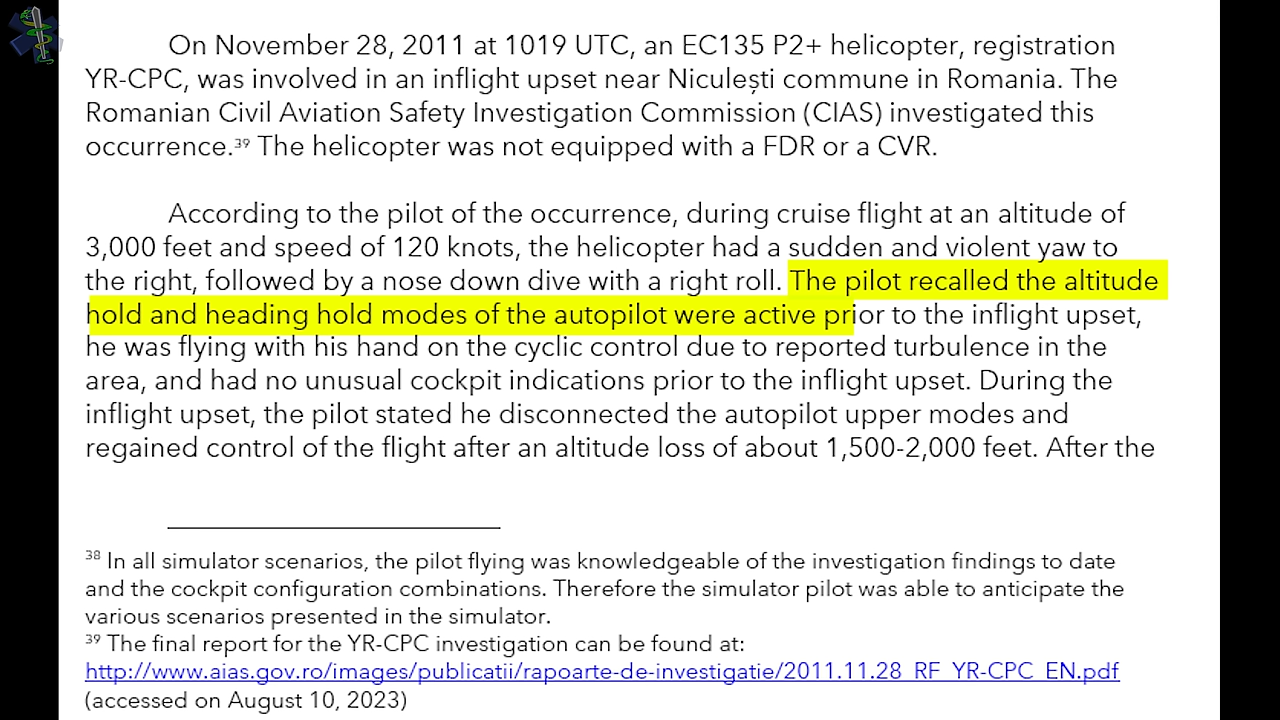 On November 28, 2011 at 1019 UTC, an EC135 P2+ helicopter, registration
YR-CPC, was involved in an inflight upset near Niculești commune in Romania. The
Romanian Civil Aviation Safety Investigation Commission (CIAS) investigated this
occurrence.³⁹ The helicopter was not equipped with a FDR or a CVR.
According to the pilot of the occurrence, during cruise flight at an altitude of
3,000 feet and speed of 120 knots, the helicopter had a sudden and violent yaw to
the right, followed by a nose down dive with a right roll. The pilot recalled the altitude
hold and heading hold modes of the autopilot were active prior to the inflight upset,
he was flying with his hand on the cyclic control due to reported turbulence in the
area, and had no unusual cockpit indications prior to the inflight upset. During the
inflight upset, the pilot stated he disconnected the autopilot upper modes and
regained control of the flight after an altitude loss of about 1,500-2,000 feet. After the
³⁸ In all simulator scenarios, the pilot flying was knowledgeable of the investigation findings to date
and the cockpit configuration combinations. Therefore the simulator pilot was able to anticipate the
various scenarios presented in the simulator.
³⁹ The final report for the YR-CPC investigation can be found at:
http://www.aias.gov.ro/images/publicatii/rapoarte-de-investigatie/2011.11.28_RF_YR-CPC_EN.pdf
(accessed on August 10, 2023)